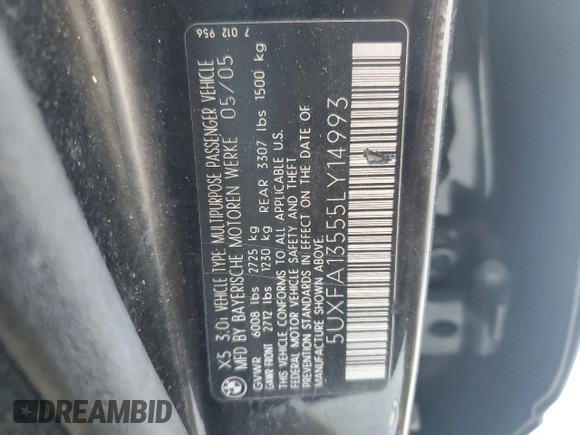 X5 3.0i VEHICLE TYPE MULTIPURPOSE PASSENGER VEHICLE
MFD BY BAYERISCHE MOTOREN WERKE 05/05
GVWR 6008 lbs 2725 kg
GAWR FRONT 2712 lbs 1230 kg REAR 3307 lbs 1500 kg
THIS VEHICLE CONFORMS TO ALL APPLICABLE U.S.
FEDERAL MOTOR VEHICLE SAFETY AND THEFT
PREVENTION STANDARDS IN EFFECT ON THE DATE OF
MANUFACTURE SHOWN ABOVE.
5UXFA13555LY14993
7 012 956
DREAMBID